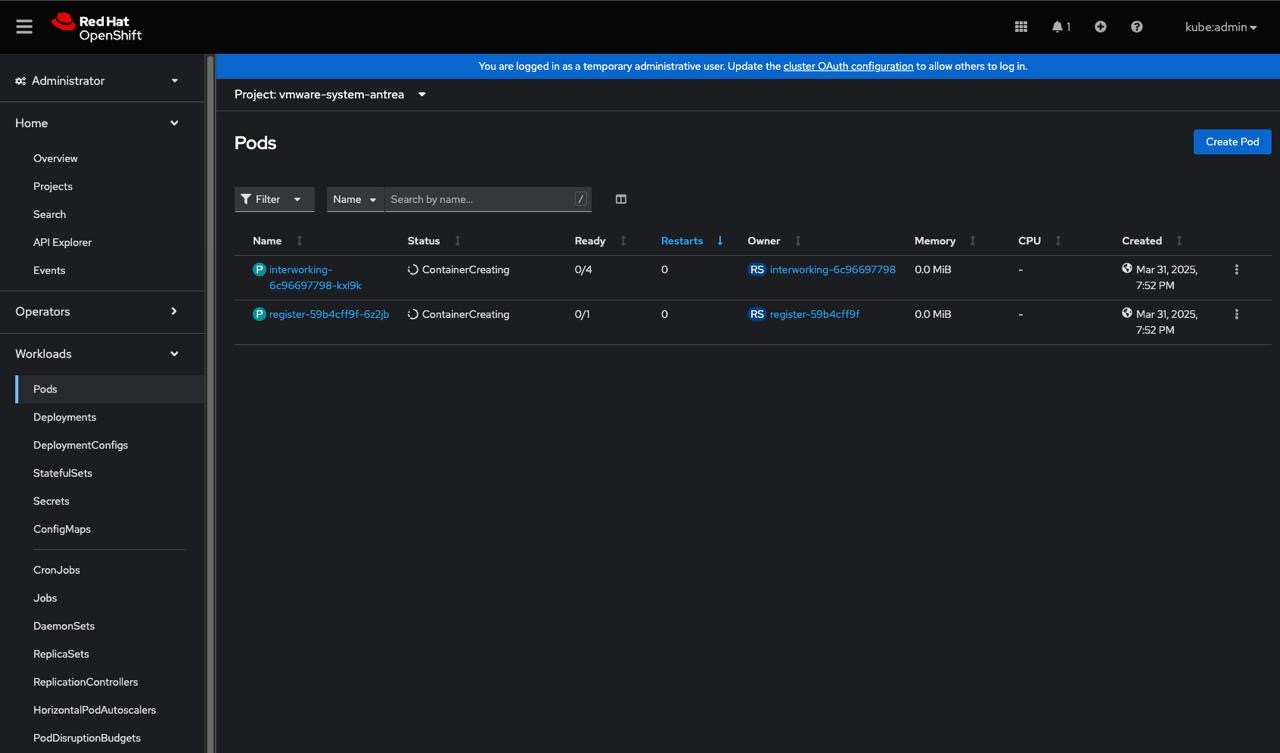 Red Hat
OpenShift
1
kube:admin
You are logged in as a temporary administrative user. Update the cluster OAuth configuration to allow others to log in.
Administrator
Home
Overview
Projects
Search
API Explorer
Events
Operators
Workloads
Pods
Deployments
DeploymentConfigs
StatefulSets
Secrets
ConfigMaps
CronJobs
Jobs
DaemonSets
ReplicaSets
ReplicationControllers
HorizontalPodAutoscalers
PodDisruptionBudgets
Project: vmware-system-antrea
Pods
Create Pod
Filter
Name
Search by name...
/
Name Status Ready Restarts Owner Memory CPU Created
P interworking- ContainerCreating 0/4 0 RS interworking-6c96697798 0.0 MiB - Mar 31, 2025,
6c96697798-kxl9k 7:52 PM
P register-59b4cff9f-6z2jb ContainerCreating 0/1 0 RS register-59b4cff9f 0.0 MiB - Mar 31, 2025,
7:52 PM